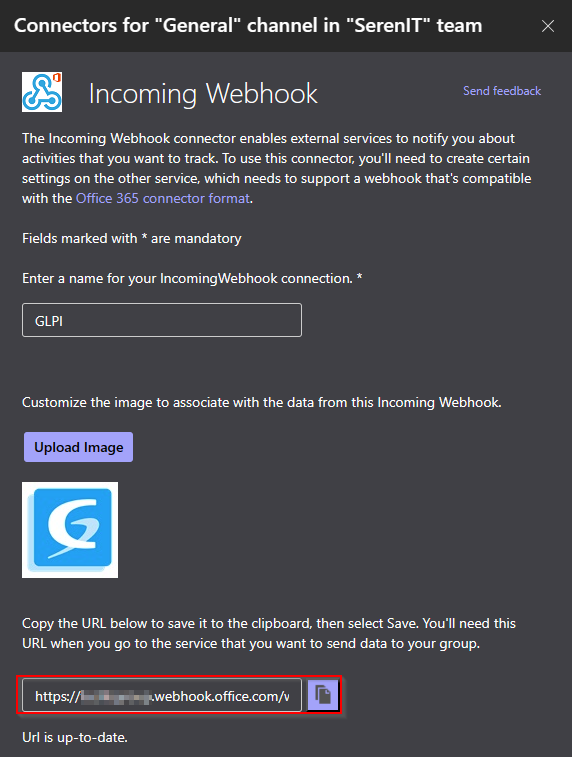 Connectors for "General" channel in "SerenIT" team
Incoming Webhook
Send feedback
The Incoming Webhook connector enables external services to notify you about
activities that you want to track. To use this connector, you'll need to create certain
settings on the other service, which needs to support a webhook that's compatible
with the Office 365 connector format.
Fields marked with * are mandatory
Enter a name for your IncomingWebhook connection. *
GLPI
Customize the image to associate with the data from this Incoming Webhook.
Upload Image
Copy the URL below to save it to the clipboard, then select Save. You'll need this
URL when you go to the service that you want to send data to your group.
https://.webhook.office.com/
Url is up-to-date.